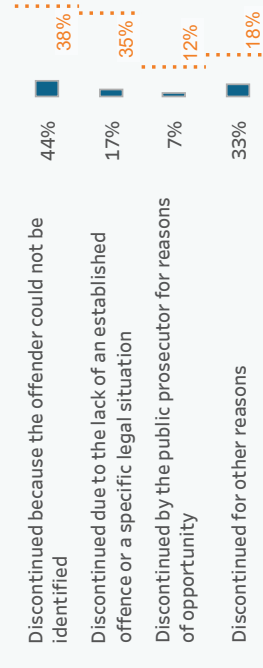 Discontinued because the offender could not be
identified
44%
38%
Discontinued due to the lack of an established
offence or a specific legal situation
17%
35%
Discontinued by the public prosecutor for reasons
of opportunity
7%
12%
Discontinued for other reasons
33%
18%